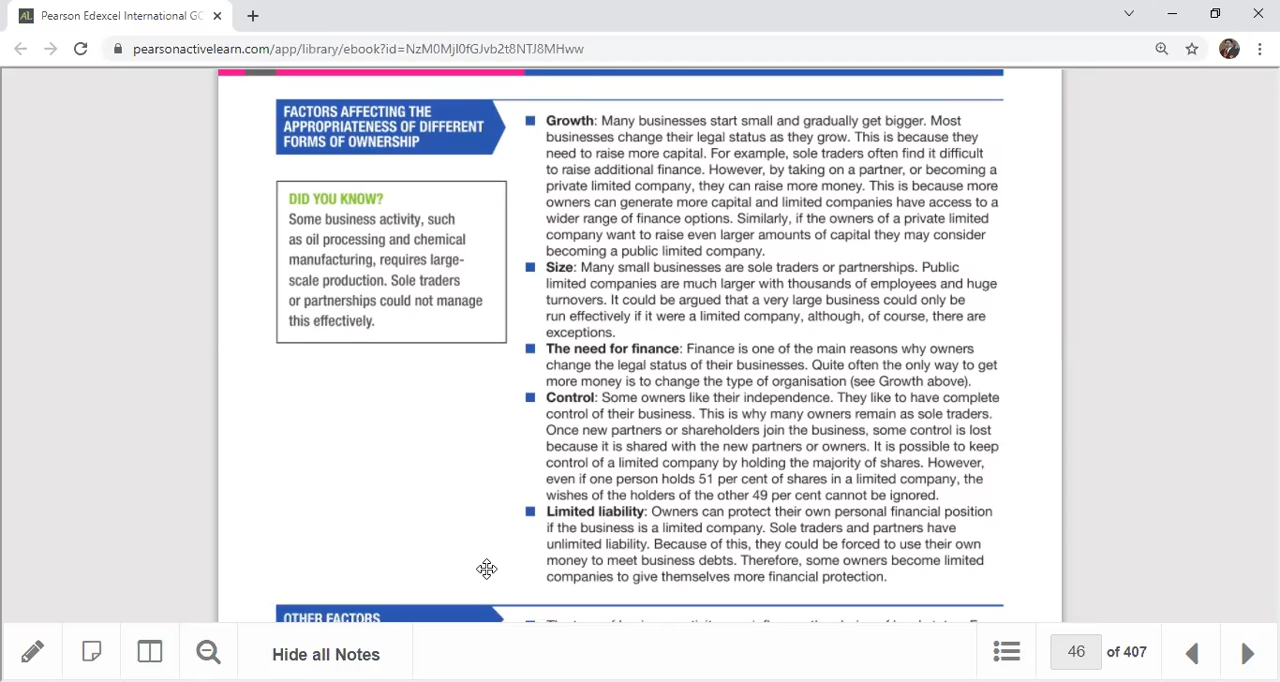 Pearson Edexcel International GC
pearsonactivelearn.com/app/library/ebook?id=NzM0MjI0fGJvb2t8NTJ8MHww
FACTORS AFFECTING THE
APPROPRIATENESS OF DIFFERENT
FORMS OF OWNERSHIP
DID YOU KNOW?
Some business activity, such
as oil processing and chemical
manufacturing, requires large-
scale production. Sole traders
or partnerships could not manage
this effectively.
Growth: Many businesses start small and gradually get bigger. Most
businesses change their legal status as they grow. This is because they
need to raise more capital. For example, sole traders often find it difficult
to raise additional finance. However, by taking on a partner, or becoming a
private limited company, they can raise more money. This is because more
owners can generate more capital and limited companies have access to a
wider range of finance options. Similarly, if the owners of a private limited
company want to raise even larger amounts of capital they may consider
becoming a public limited company.
Size: Many small businesses are sole traders or partnerships. Public
limited companies are much larger with thousands of employees and huge
turnovers. It could be argued that a very large business could only be
run effectively if it were a limited company, although, of course, there are
exceptions.
The need for finance: Finance is one of the main reasons why owners
change the legal status of their businesses. Quite often the only way to get
more money is to change the type of organisation (see Growth above).
Control: Some owners like their independence. They like to have complete
control of their business. This is why many owners remain as sole traders.
Once new partners or shareholders join the business, some control is lost
because it is shared with the new partners or owners. It is possible to keep
control of a limited company by holding the majority of shares. However,
even if one person holds 51 per cent of shares in a limited company, the
wishes of the holders of the other 49 per cent cannot be ignored.
Limited liability: Owners can protect their own personal financial position
if the business is a limited company. Sole traders and partners have
unlimited liability. Because of this, they could be forced to use their own
money to meet business debts. Therefore, some owners become limited
companies to give themselves more financial protection.
OTHER FACTORS
Hide all Notes
46 of 407